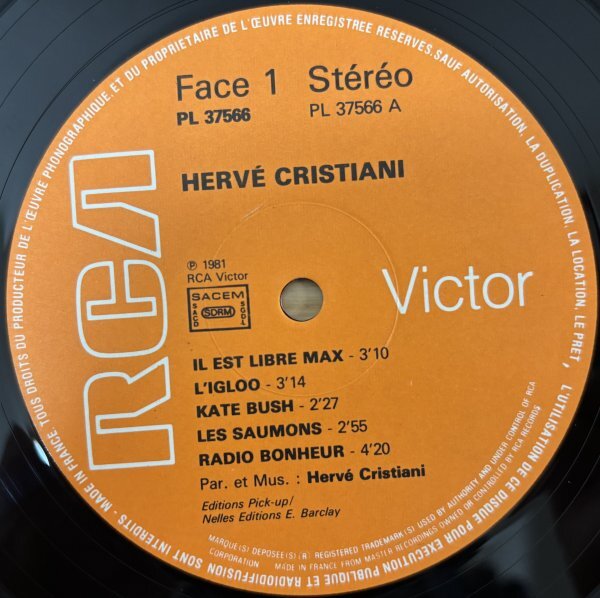 Face 1 Stéréo
PL 37566 PL 37566 A
HERVÉ CRISTIANI
RCA
Victor
℗ 1981
RCA Victor
SACEM
SACD SDRM SGDL
IL EST LIBRE MAX - 3'10
L'IGLOO - 3'14
KATE BUSH - 2'27
LES SAUMONS - 2'55
RADIO BONHEUR - 4'20
Par. et Mus. : Hervé Cristiani
Editions Pick-up/
Nelles Editions E. Barclay
MADE IN FRANCE TOUS DROITS DU PRODUCTEUR DE L'ŒUVRE PHONOGRAPHIQUE ET DU PROPRIETAIRE DE L'ŒUVRE ENREGISTREE RESERVES. SAUF AUTORISATION, LA DUPLICATION, LA LOCATION, LE PRET, L'UTILISATION DE CE DISQUE POUR EXECUTION PUBLIQUE ET RADIODIFFUSION SONT INTERDITS -
MARQUE(S) DEPOSEE(S) (R) REGISTERED TRADEMARK(S) USED BY AUTHORITY AND UNDER CONTROL OF RCA
CORPORATION MADE IN FRANCE FROM MASTER RECORDINGS OWNED OR CONTROLLED BY RCA RECORDS